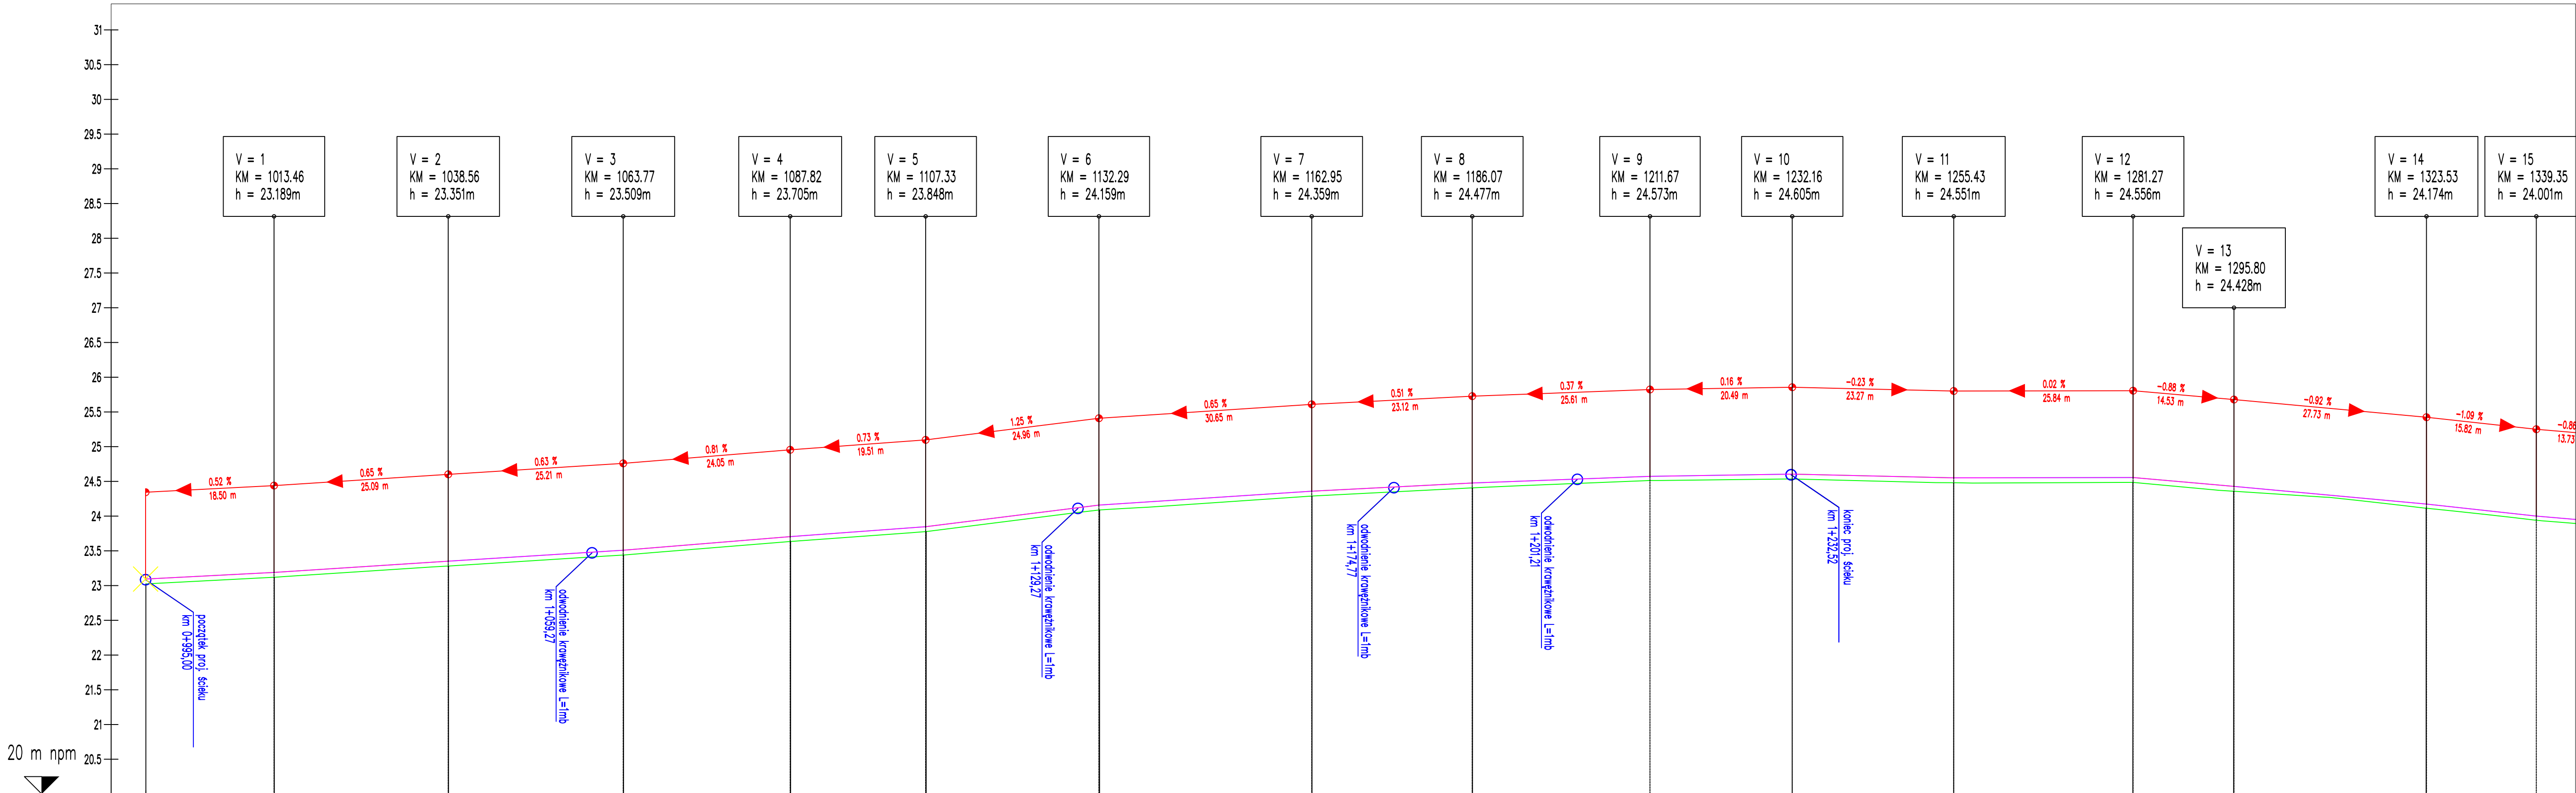 31
30.5
30
29.5
29
28.5
28
27.5
27
26.5
26
25.5
25
24.5
24
23.5
23
22.5
22
21.5
21
20.5
20 m npm
V = 1
KM = 1013.46
h = 23.189m
V = 2
KM = 1038.56
h = 23.351m
V = 3
KM = 1063.77
h = 23.509m
V = 4
KM = 1087.82
h = 23.705m
V = 5
KM = 1107.33
h = 23.848m
V = 6
KM = 1132.29
h = 24.159m
V = 7
KM = 1162.95
h = 24.359m
V = 8
KM = 1186.07
h = 24.477m
V = 9
KM = 1211.67
h = 24.573m
V = 10
KM = 1232.16
h = 24.605m
V = 11
KM = 1255.43
h = 24.551m
V = 12
KM = 1281.27
h = 24.556m
V = 13
KM = 1295.80
h = 24.428m
V = 14
KM = 1323.53
h = 24.174m
V = 15
KM = 1339.35
h = 24.001m
0.52 %
18.50 m
0.65 %
25.09 m
0.63 %
25.21 m
0.81 %
24.05 m
0.73 %
19.51 m
1.25 %
24.96 m
0.65 %
30.65 m
0.51 %
23.12 m
0.37 %
25.61 m
0.16 %
20.49 m
-0.23 %
23.27 m
0.02 %
25.84 m
-0.88 %
14.53 m
-0.92 %
27.73 m
-1.09 %
15.82 m
-0.86
13.73
początek proj. ścieku
km 0+995,00
odwodnienie krawężnikowe L=1mb
km 1+059,27
odwodnienie krawężnikowe L=1mb
km 1+129,27
odwodnienie krawężnikowe L=1mb
km 1+174,77
odwodnienie krawężnikowe L=1mb
km 1+201,21
koniec proj. ścieku
km 1+232,52